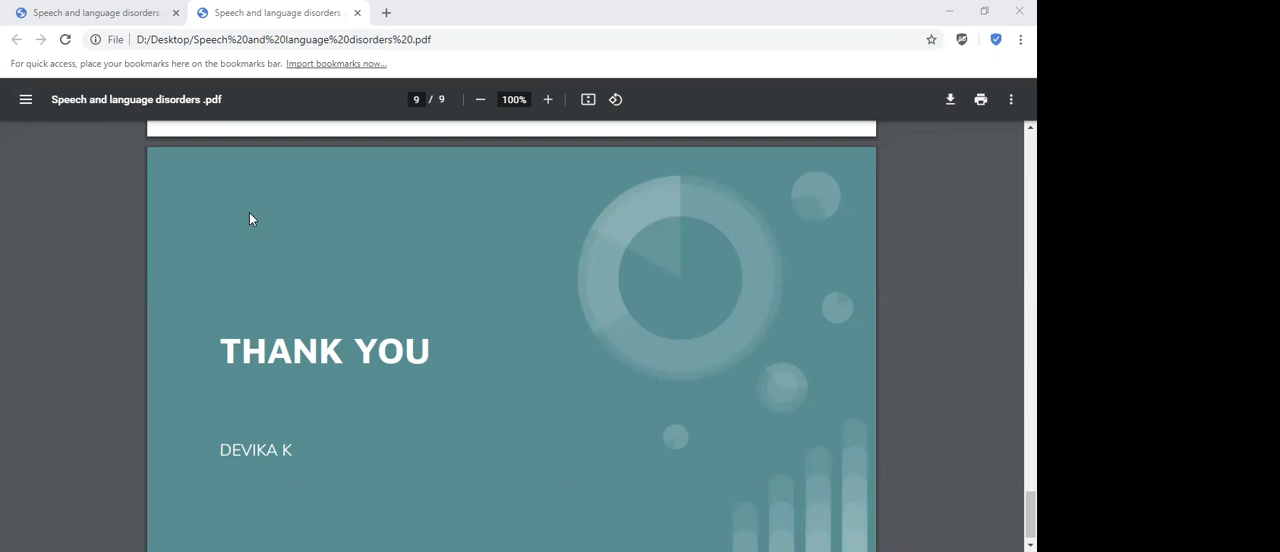 Speech and language disorders
Speech and language disorders
File
D:/Desktop/Speech%20and%20language%20disorders%20.pdf
For quick access, place your bookmarks here on the bookmarks bar. Import bookmarks now...
Speech and language disorders .pdf
9 / 9
100%
THANK YOU
DEVIKA K